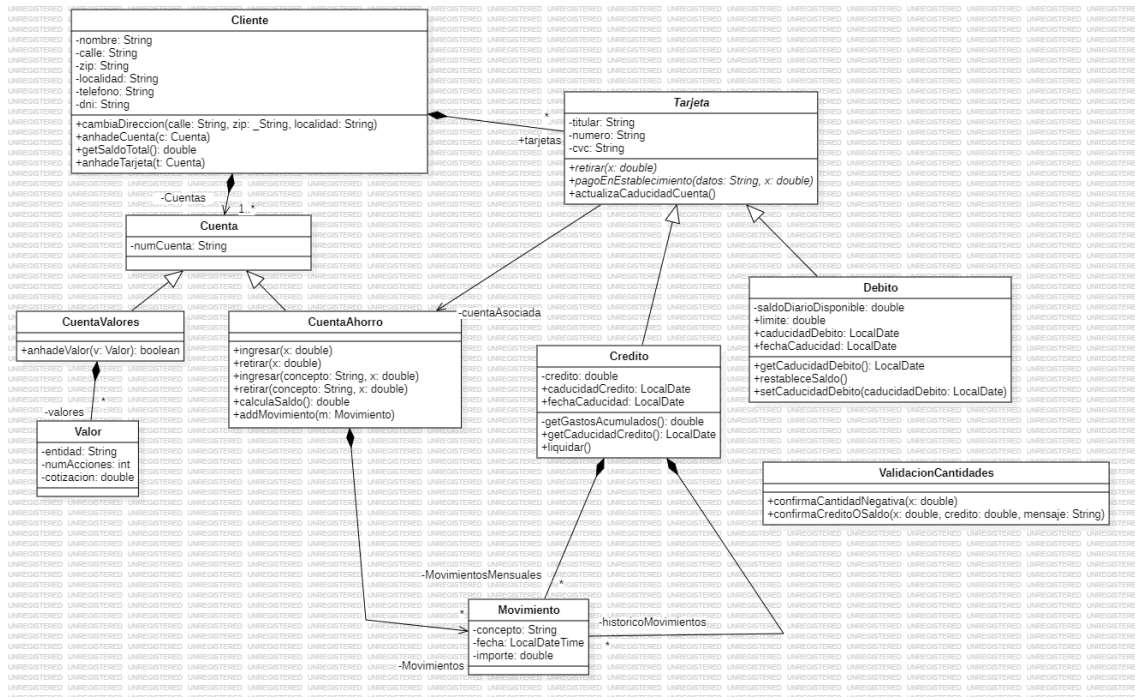 Cliente
-nombre: String
-calle: String
-zip: String
-localidad: String
-telefono: String
-dni: String
+cambiaDireccion(calle: String, zip: _String, localidad: String)
+anhadeCuenta(c: Cuenta)
+getSaldoTotal(): double
+anhadeTarjeta(t: Cuenta)
*
+tarjetas
Tarjeta
-titular: String
-numero: String
-cvc: String
+retirar(x: double)
+pagoEnEstablecimiento(datos: String, x: double)
+actualizaCaducidadCuenta()
-Cuentas
1..*
Cuenta
-numCuenta: String
CuentaValores
+anhadeValor(v: Valor): boolean
CuentaAhorro
+ingresar(x: double)
+retirar(x: double)
+ingresar(concepto: String, x: double)
+retirar(concepto: String, x: double)
+calculaSaldo(): double
+addMovimiento(m: Movimiento)
-cuentaAsociada
Debito
-saldoDiarioDisponible: double
+limite: double
+caducidadDebito: LocalDate
+fechaCaducidad: LocalDate
+getCaducidadDebito(): LocalDate
+restableceSaldo()
+setCaducidadDebito(caducidadDebito: LocalDate)
Credito
-credito: double
+caducidadCredito: LocalDate
+fechaCaducidad: LocalDate
-getGastosAcumulados(): double
+getCaducidadCredito(): LocalDate
+liquidar()
*
-valores
Valor
-entidad: String
-numAcciones: int
-cotizacion: double
ValidacionCantidades
+confirmaCantidadNegativa(x: double)
+confirmaCreditoOSaldo(x: double, credito: double, mensaje: String)
-MovimientosMensuales
*
*
Movimiento
-concepto: String
-fecha: LocalDateTime
-importe: double
-historicoMovimientos
*
-Movimientos
UNREGISTERED